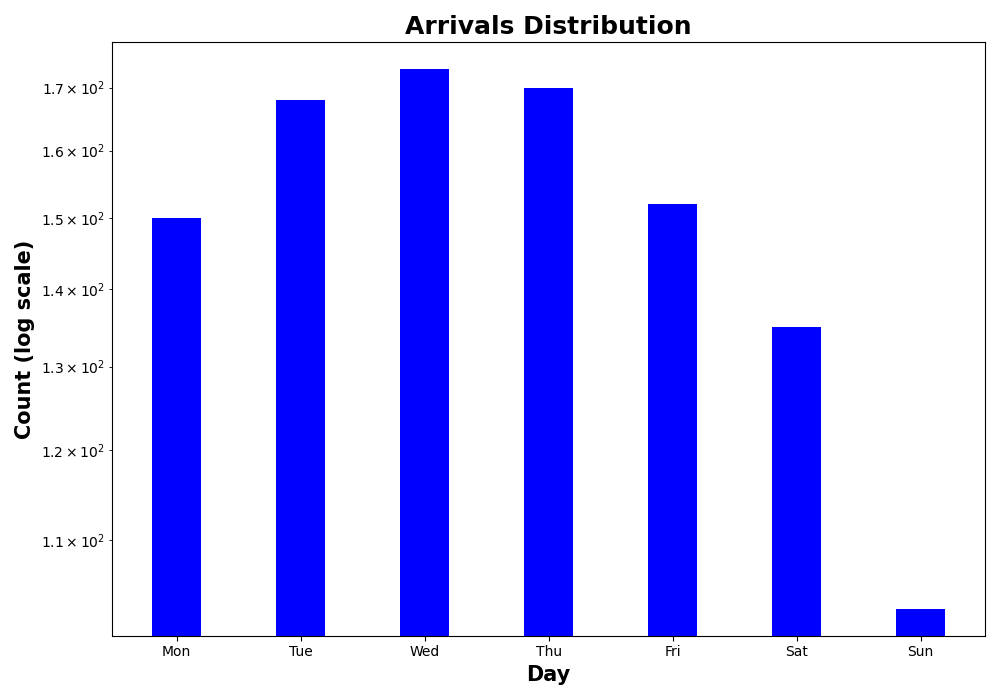 Arrivals Distribution
1.7 × 10²
1.6 × 10²
1.5 × 10²
1.4 × 10²
1.3 × 10²
1.2 × 10²
1.1 × 10²
Count (log scale)
Mon Tue Wed Thu Fri Sat Sun
Day